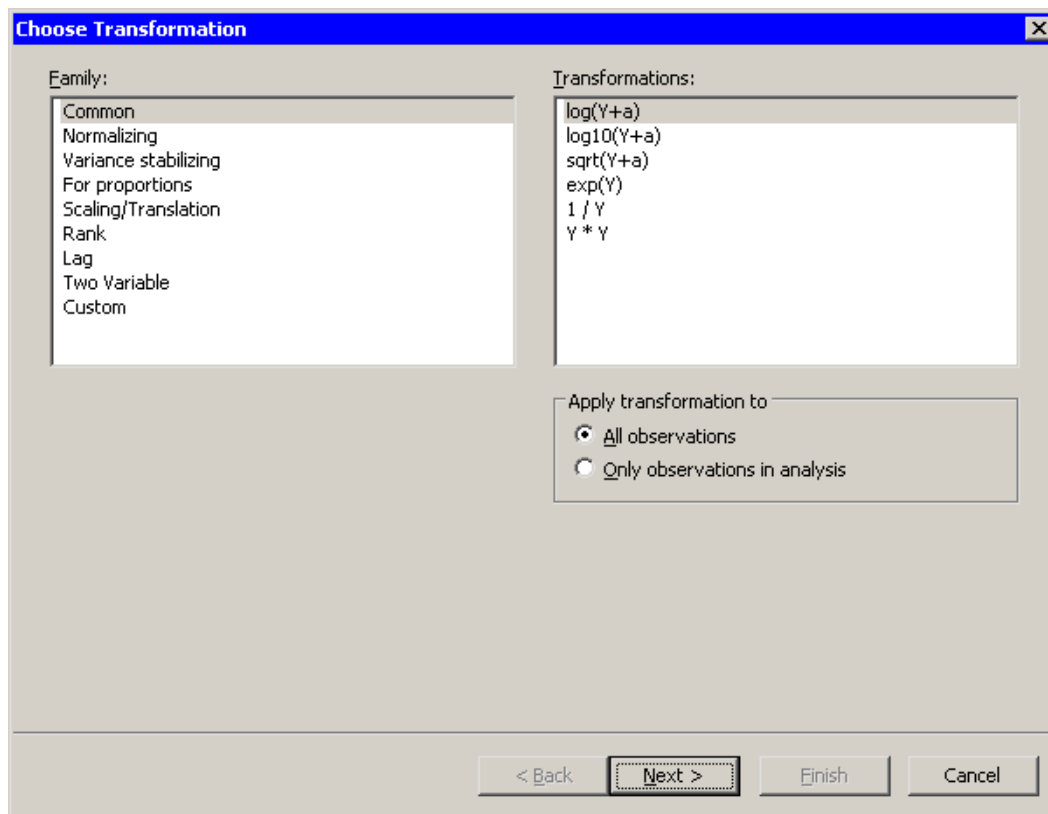 Choose Transformation
Family:
Common
Normalizing
Variance stabilizing
For proportions
Scaling/Translation
Rank
Lag
Two Variable
Custom
Transformations:
log(Y+a)
log10(Y+a)
sqrt(Y+a)
exp(Y)
1 / Y
Y * Y
Apply transformation to
All observations
Only observations in analysis
< Back
Next >
Finish
Cancel